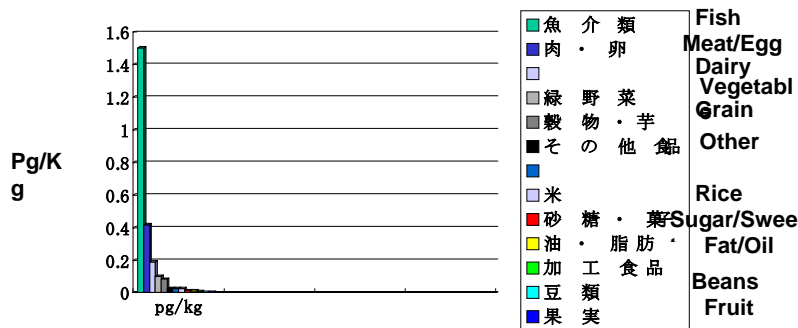 1.6
1.4
1.2
1
0.8
0.6
0.4
0.2
0
Pg/K
g
pg/kg
魚 介 類 Fish
肉 ・ 卵 Meat/Egg
Dairy
緑 野 菜 Vegetabl
穀 物 ・ 芋 Grain
そ の 他 食品 Other
米 Rice
砂 糖 ・ 菓子 Sugar/Swee
油 ・ 脂 肪 Fat/Oil
加 工 食 品
豆 類 Beans
果 実 Fruit